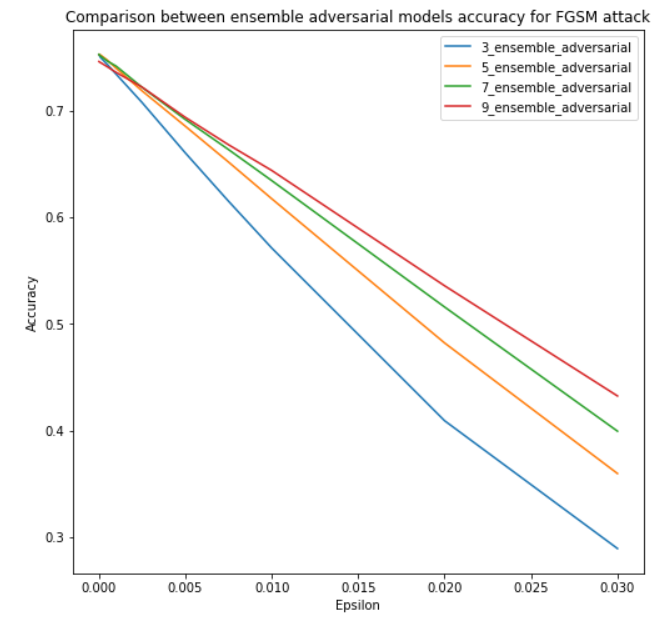 Comparison between ensemble adversarial models accuracy for FGSM attack
3_ensemble_adversarial
5_ensemble_adversarial
7_ensemble_adversarial
9_ensemble_adversarial
Accuracy
0.7
0.6
0.5
0.4
0.3
0.000 0.005 0.010 0.015 0.020 0.025 0.030
Epsilon